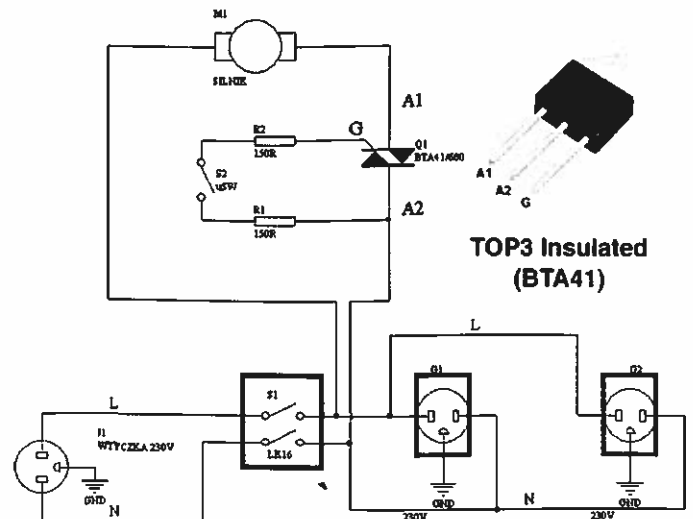 M1
SILNIK
A1
R2
150R
G
Q1
BTA41/600
S2
uSW
R1
150R
A2
A1
A2
G
TOP3 Insulated
(BTA41)
L
L
S1
G1
G2
J1
WTYCZKA 230V
LK16
GND
N
GND
230V
N
GND
230V